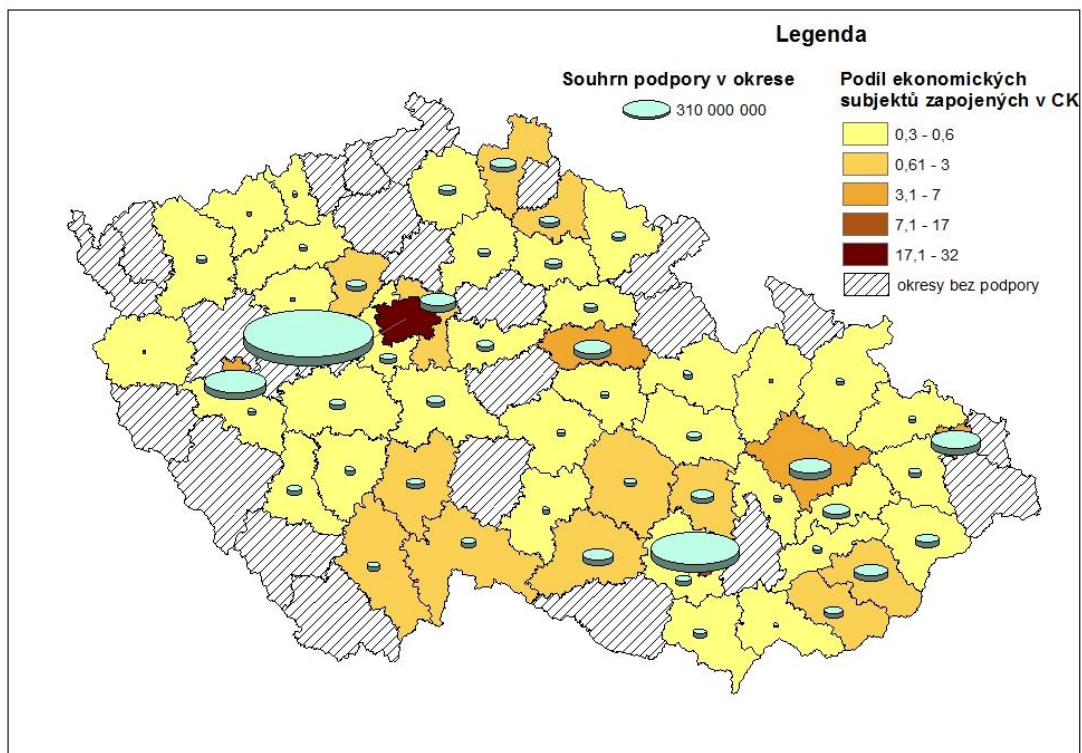 Legenda
Souhrn podpory v okrese
310 000 000
Podíl ekonomických
subjektů zapojených v CK
0,3 - 0,6
0,61 - 3
3,1 - 7
7,1 - 17
17,1 - 32
okresy bez podpory